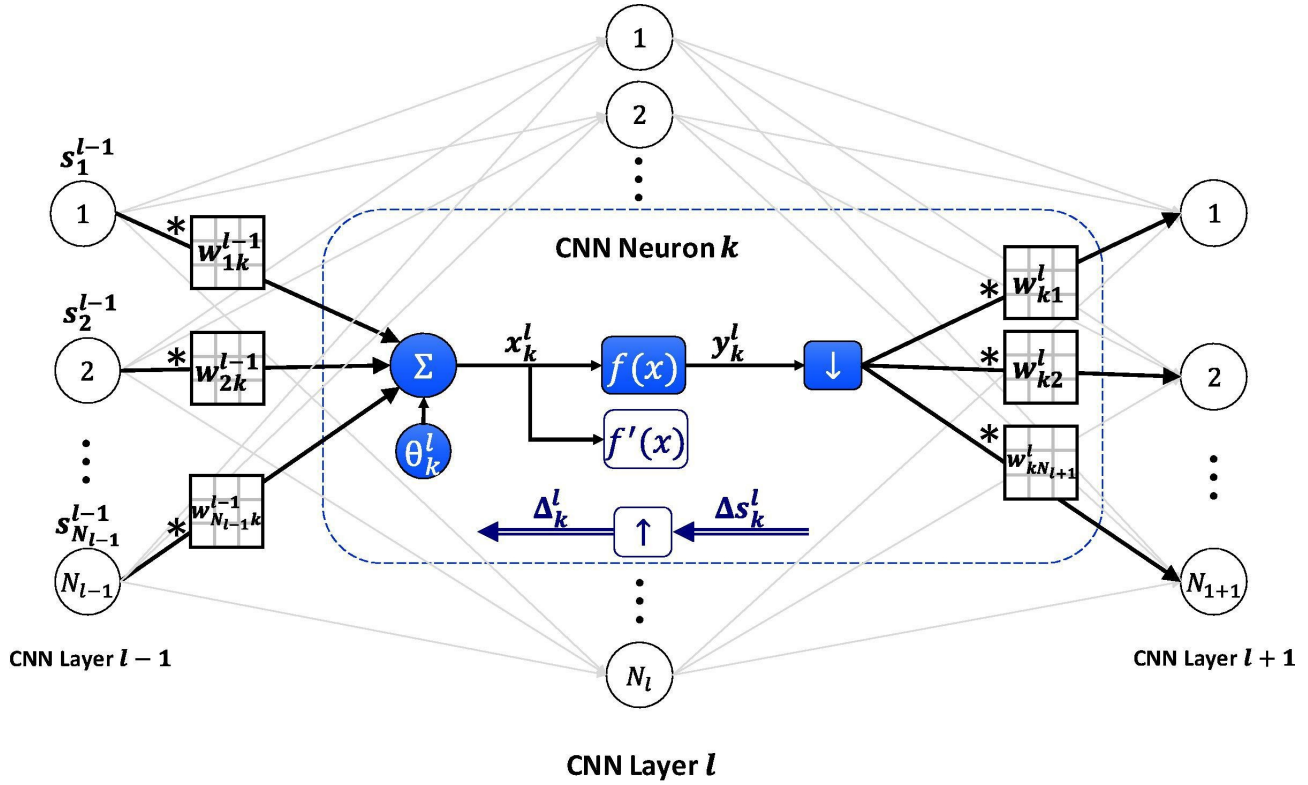 1
2
⋮
s_1^{l-1}
1
* w_{1k}^{l-1}
s_2^{l-1}
2
* w_{2k}^{l-1}
⋮
s_{N_{l-1}}^{l-1}
* w_{N_{l-1}k}^{l-1}
N_{l-1}
CNN Layer l − 1
CNN Neuron k
Σ
θ_k^l
x_k^l
f(x)
f′(x)
y_k^l
↓
Δ_k^l
↑
Δs_k^l
* w_{k1}^l
* w_{k2}^l
* w_{kN_{l+1}}^l
⋮
N_l
CNN Layer l
1
2
⋮
N_{1+1}
CNN Layer l + 1